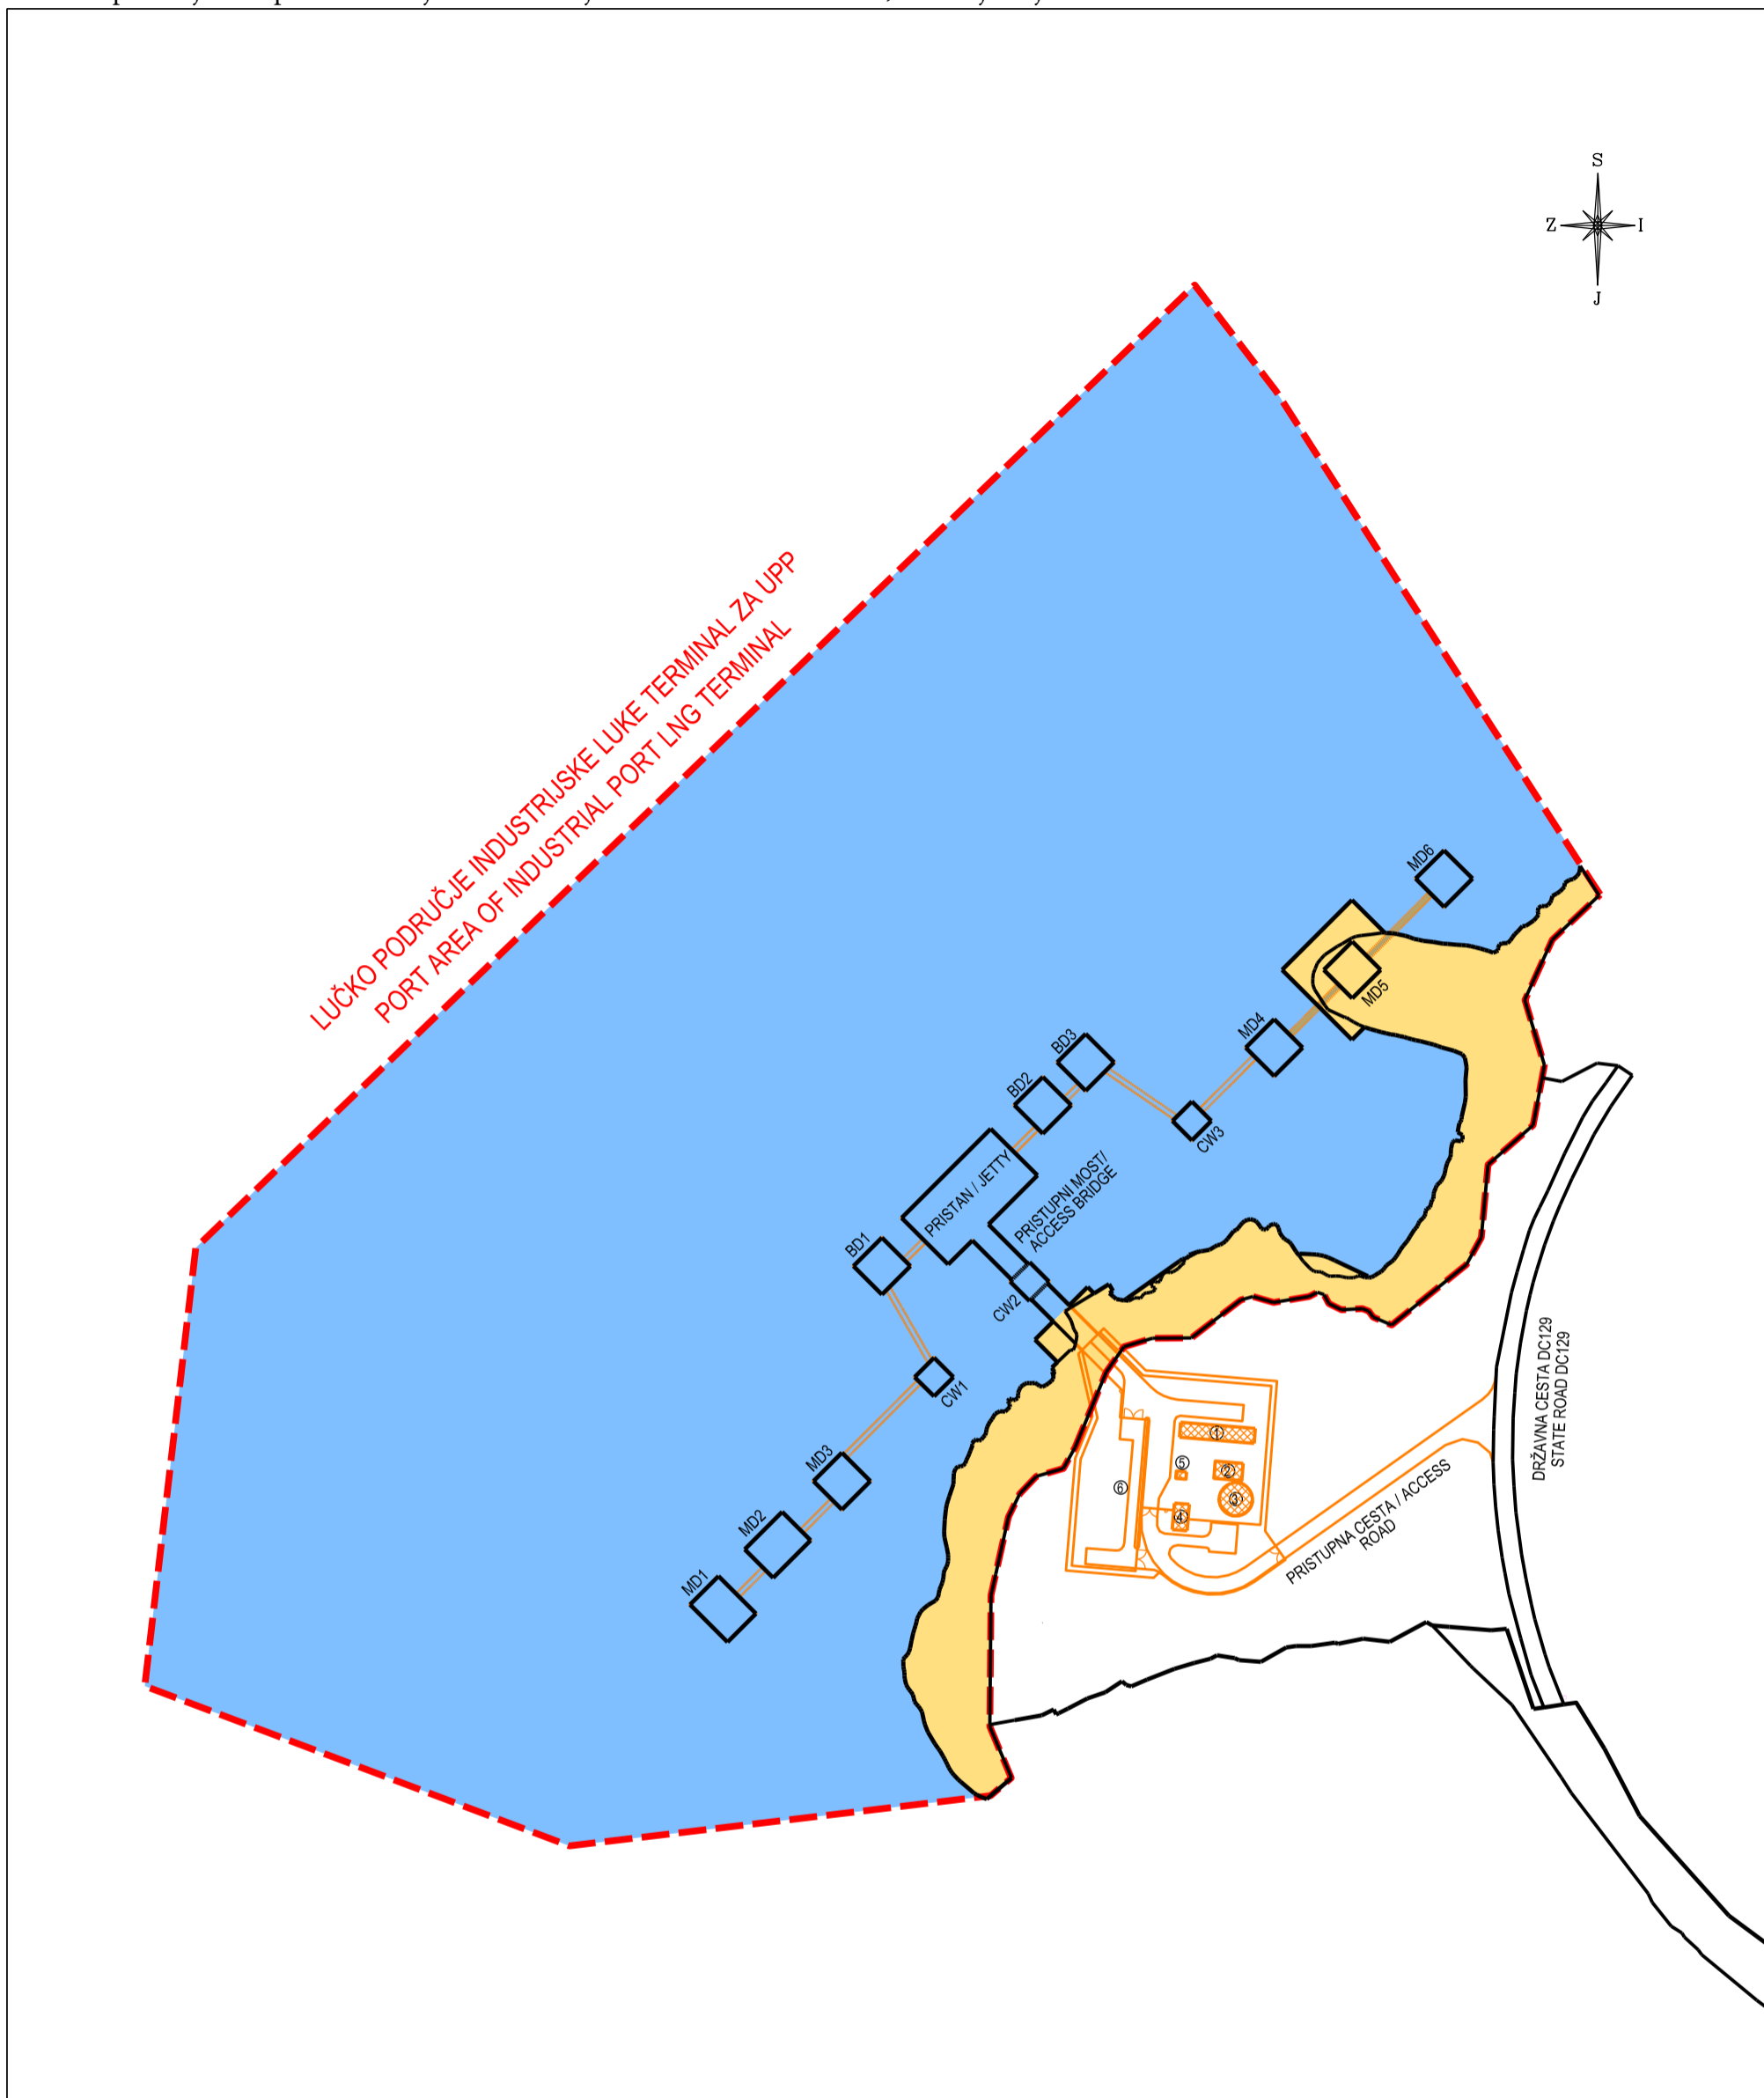 S
Z
I
J
LUČKO PODRUČJE INDUSTRIJSKE LUKE TERMINAL ZA UPP
PORT AREA OF INDUSTRIAL PORT LNG TERMINAL
MD6
MD5
MD4
BD3
BD2
CW3
PRISTAN / JETTY
PRISTUPNI MOST/
ACCESS BRIDGE
BD1
CW2
CW1
MD3
MD2
MD1
1
2
3
4
5
6
PRISTUPNA CESTA / ACCESS
ROAD
DRŽAVNA CESTA DC129
STATE ROAD DC129